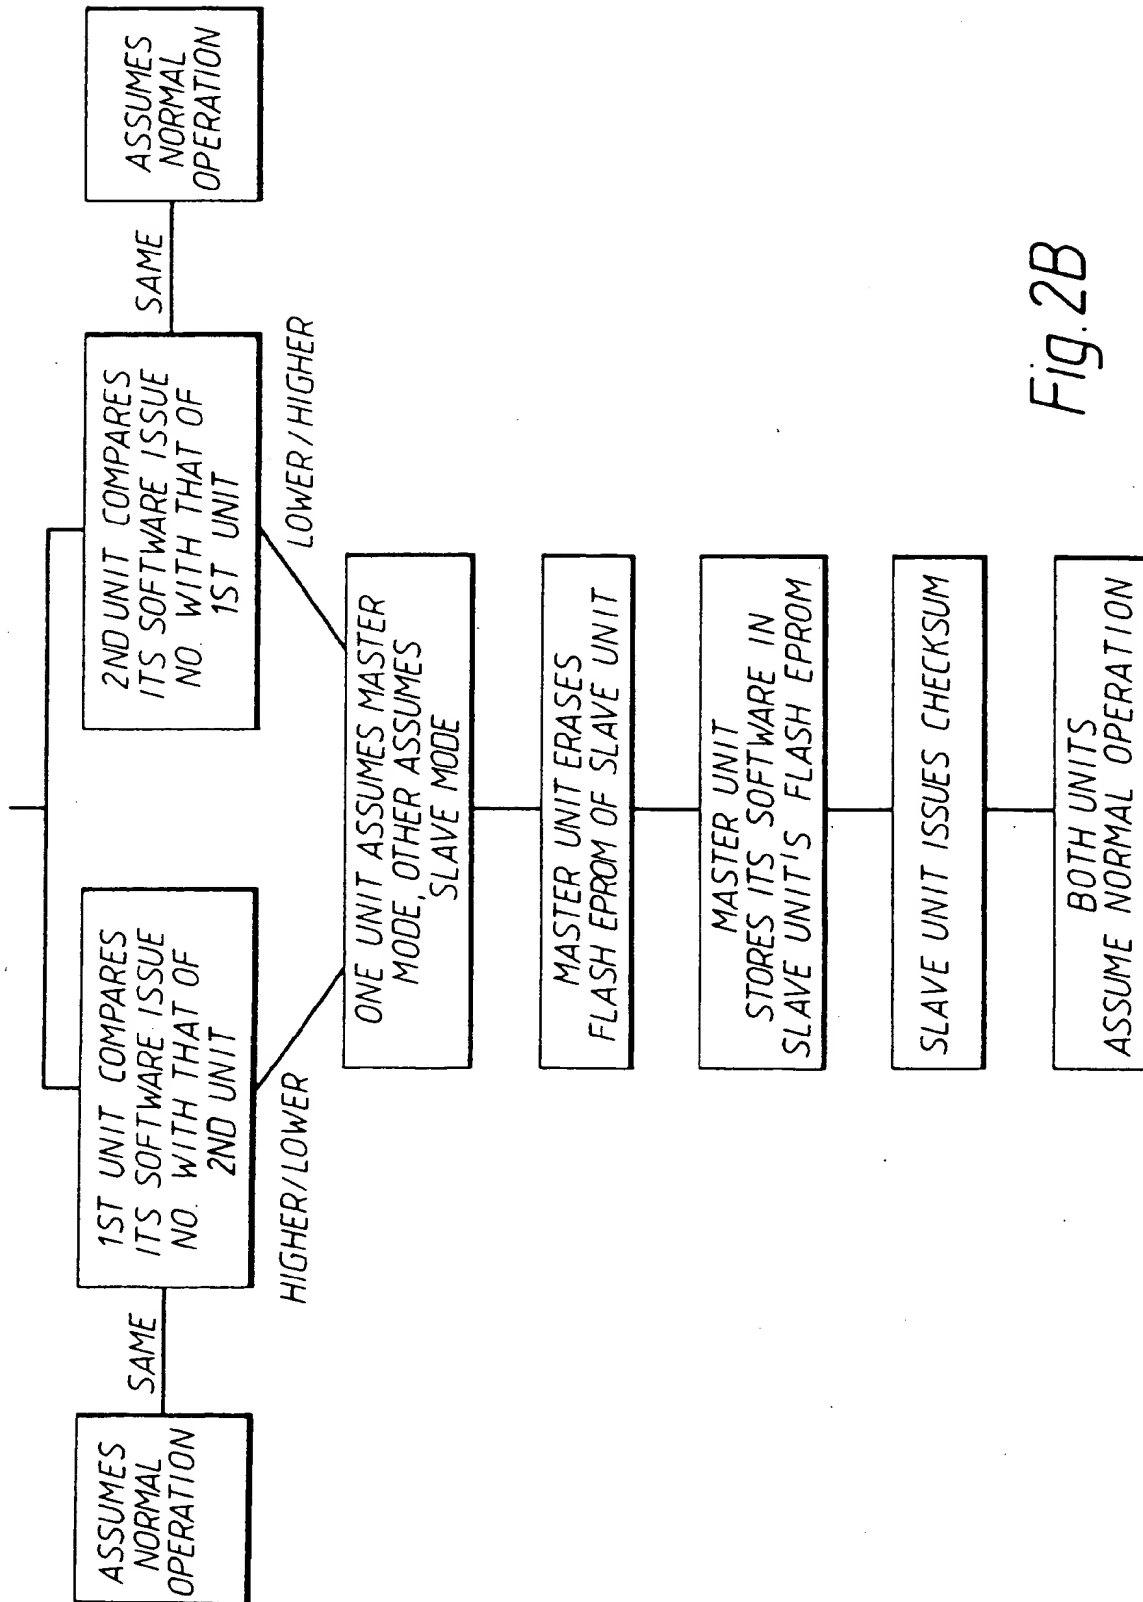 ASSUMES
NORMAL
OPERATION
SAME
1ST UNIT COMPARES
ITS SOFTWARE ISSUE
NO. WITH THAT OF
2ND UNIT
HIGHER/LOWER
2ND UNIT COMPARES
ITS SOFTWARE ISSUE
NO. WITH THAT OF
1ST UNIT
LOWER/HIGHER
SAME
ASSUMES
NORMAL
OPERATION
ONE UNIT ASSUMES MASTER
MODE, OTHER ASSUMES
SLAVE MODE
MASTER UNIT ERASES
FLASH EPROM OF SLAVE UNIT
MASTER UNIT
STORES ITS SOFTWARE IN
SLAVE UNIT'S FLASH EPROM
SLAVE UNIT ISSUES CHECKSUM
BOTH UNITS
ASSUME NORMAL OPERATION
Fig. 2B